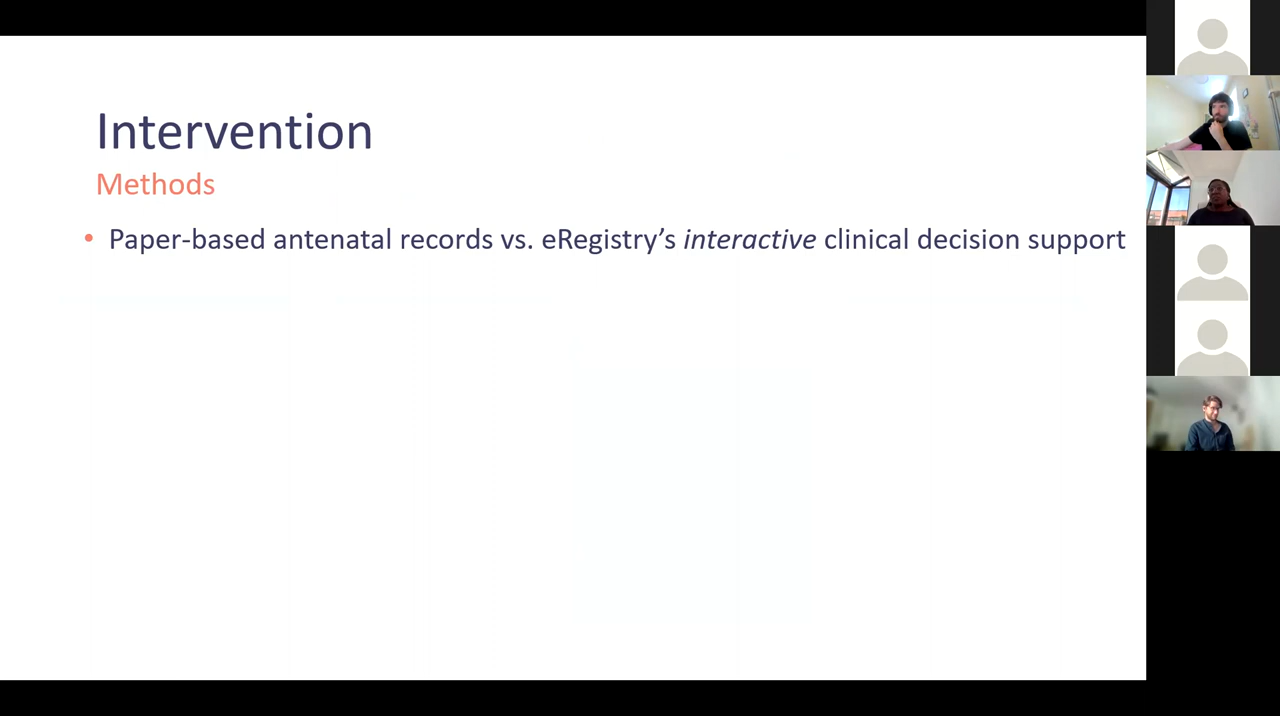 Intervention
Methods
• Paper-based antenatal records vs. eRegistry’s interactive clinical decision support